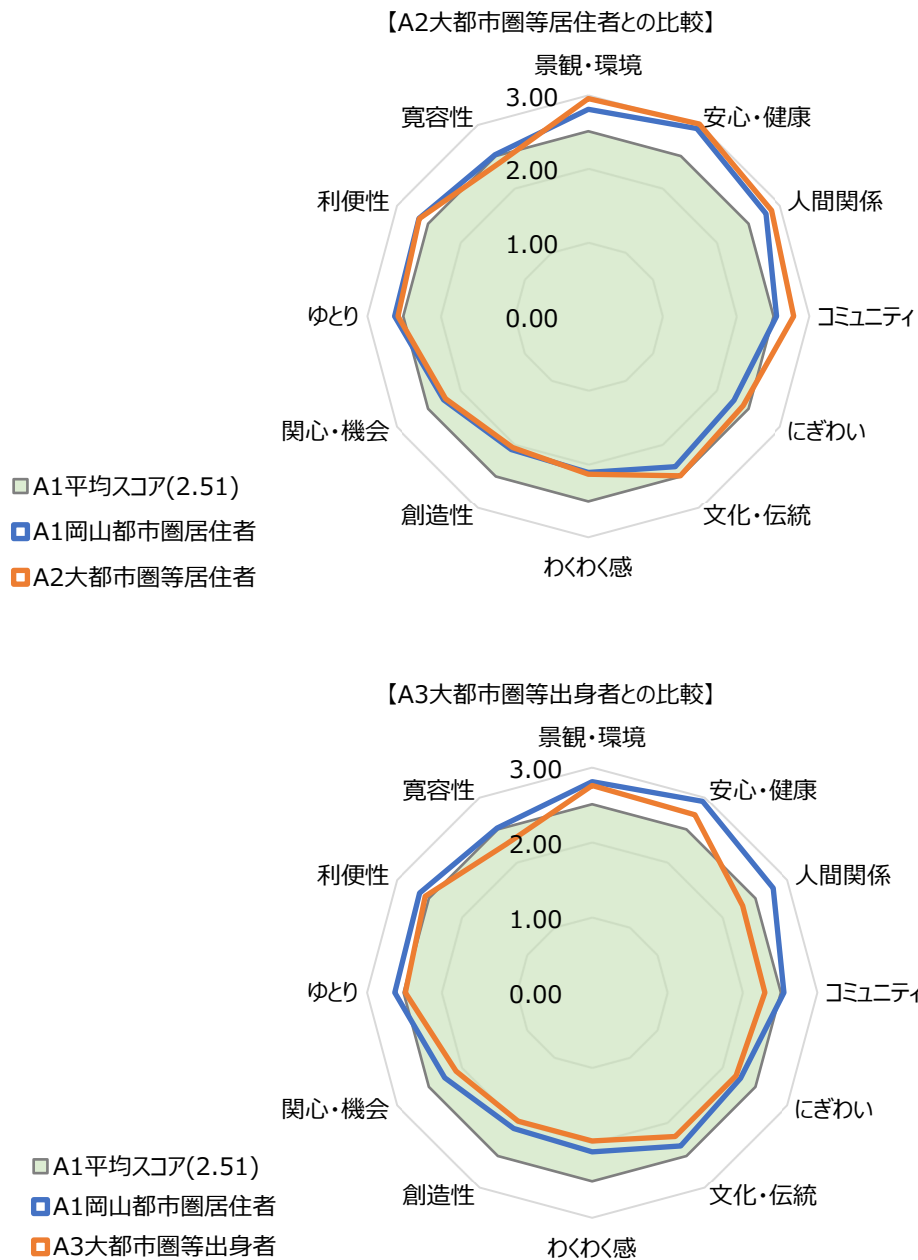 【A2大都市圏等居住者との比較】
景観・環境
3.00
寛容性
安心・健康
2.00
利便性
人間関係
1.00
ゆとり
0.00
コミュニティ
関心・機会
にぎわい
A1平均スコア(2.51)
創造性
文化・伝統
A1岡山都市圏居住者
わくわく感
A2大都市圏等居住者
【A3大都市圏等出身者との比較】
景観・環境
3.00
寛容性
安心・健康
2.00
利便性
人間関係
1.00
ゆとり
0.00
コミュニティ
関心・機会
にぎわい
A1平均スコア(2.51)
創造性
文化・伝統
A1岡山都市圏居住者
A3大都市圏等出身者
わくわく感